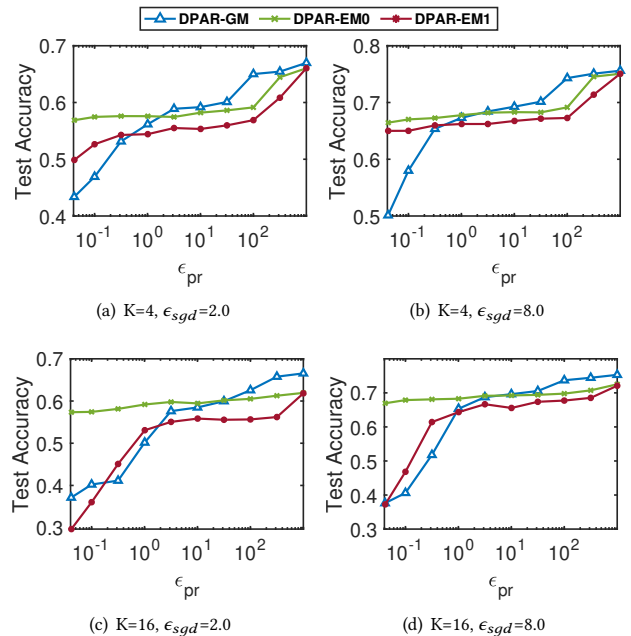 DPAR-GM DPAR-EM0 DPAR-EM1
0.7
0.6
0.5
0.4
Test Accuracy
10^-1 10^0 10^1 10^2
ϵ_pr
(a) K=4, ϵ_sgd=2.0
0.8
0.7
0.6
0.5
Test Accuracy
10^-1 10^0 10^1 10^2
ϵ_pr
(b) K=4, ϵ_sgd=8.0
0.7
0.6
0.5
0.4
0.3
Test Accuracy
10^-1 10^0 10^1 10^2
ϵ_pr
(c) K=16, ϵ_sgd=2.0
0.8
0.7
0.6
0.5
0.4
0.3
Test Accuracy
10^-1 10^0 10^1 10^2
ϵ_pr
(d) K=16, ϵ_sgd=8.0